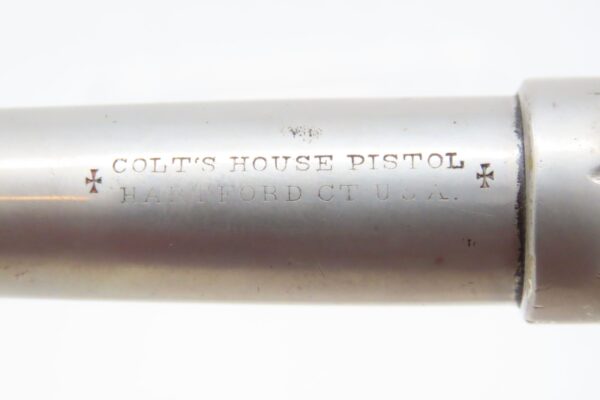 ✠ COLT'S HOUSE PISTOL ✠
HARTFORD CT U.S.A.